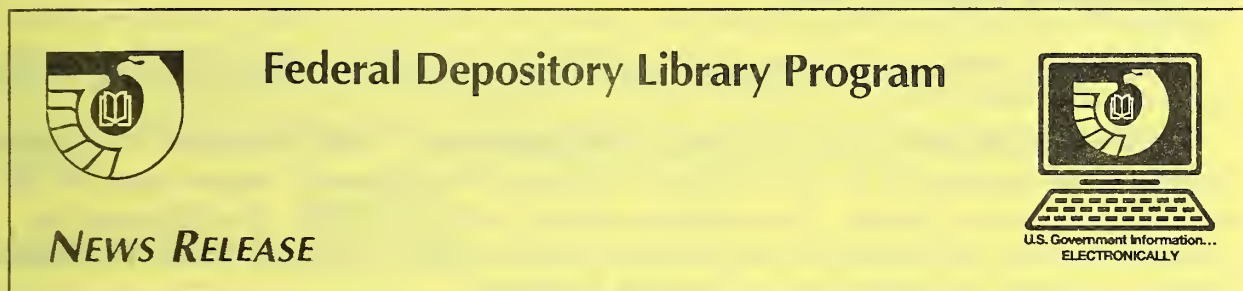 Federal Depository Library Program
NEWS RELEASE
U.S. Government Information...
ELECTRONICALLY